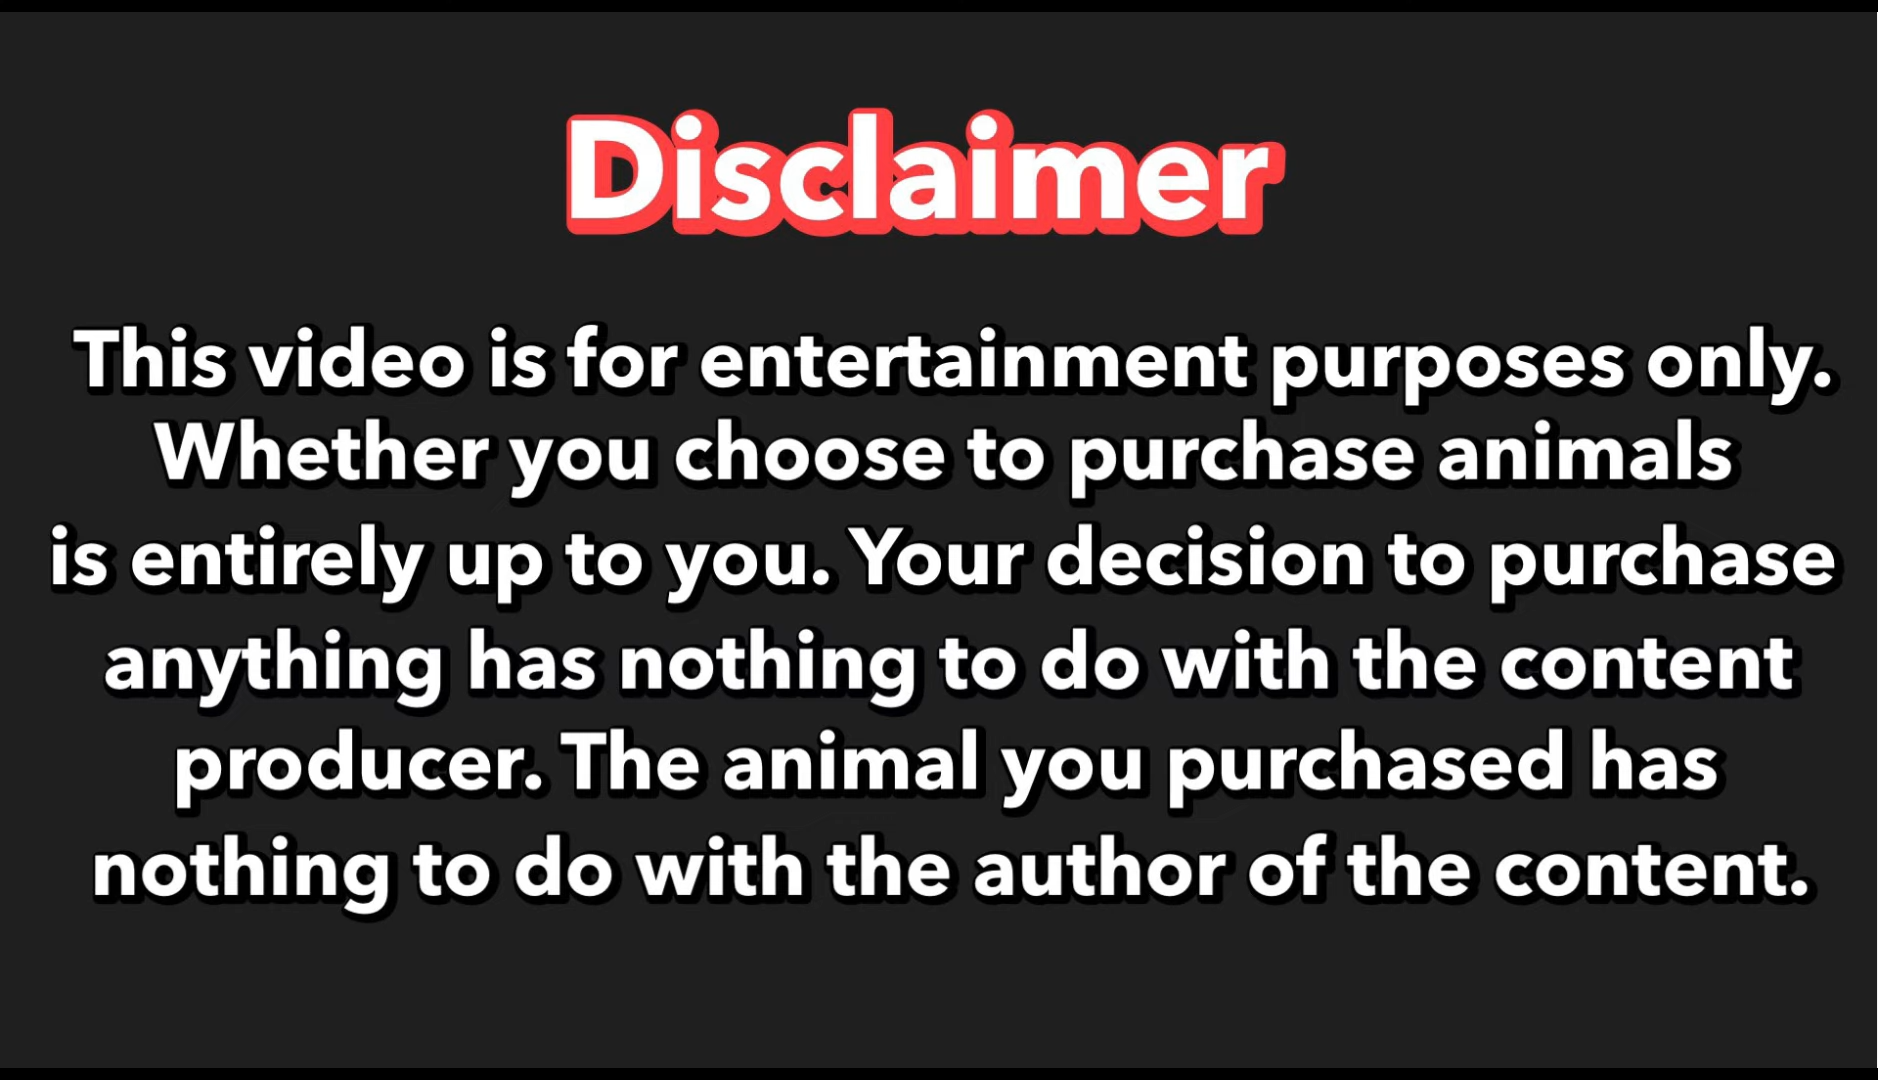 Disclaimer
This video is for entertainment purposes only.
Whether you choose to purchase animals
is entirely up to you. Your decision to purchase
anything has nothing to do with the content
producer. The animal you purchased has
nothing to do with the author of the content.